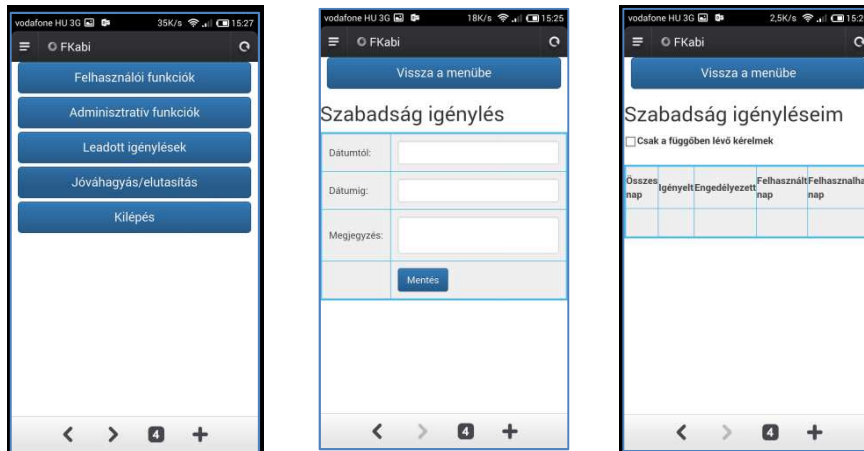 vodafone HU 3G 35K/s 15:27
FKabi
Felhasználói funkciók
Adminisztratív funkciók
Leadott igénylések
Jóváhagyás/elutasítás
Kilépés
4
vodafone HU 3G 18K/s 15:25
FKabi
Vissza a menübe
Szabadság igénylés
Dátumtól:
Dátumig:
Megjegyzés:
Mentés
4
vodafone HU 3G 2,5K/s
FKabi
Vissza a menübe
Szabadság igényléseim
Csak a függőben lévő kérelmek
Összes nap Igényelt Engedélyezett Felhasznált nap nap
4